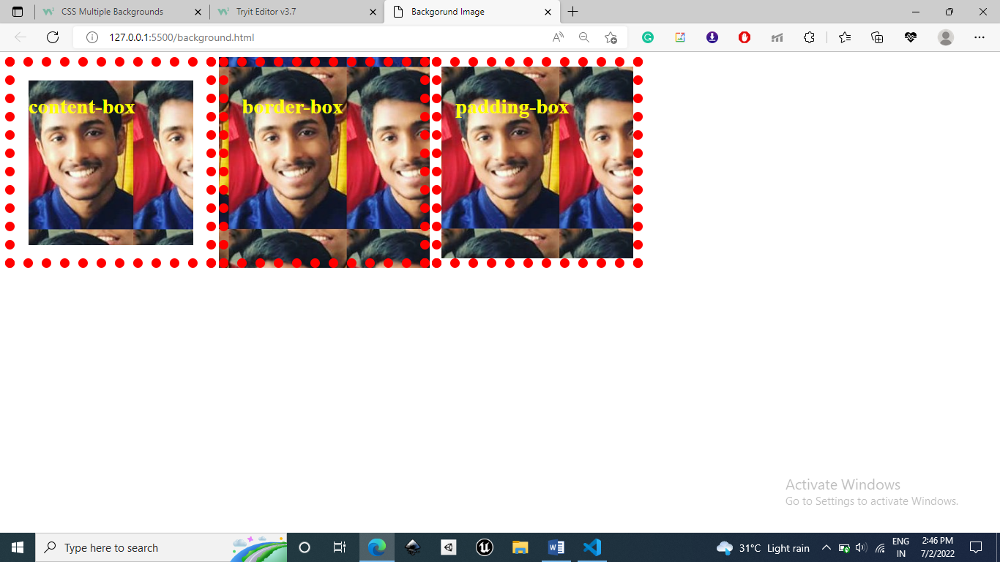 CSS Multiple Backgrounds
Tryit Editor v3.7
Backgorund Image
127.0.0.1:5500/background.html
content-box
border-box
padding-box
Activate Windows
Go to Settings to activate Windows.
Type here to search
31°C Light rain
ENG
IN
2:46 PM
7/2/2022